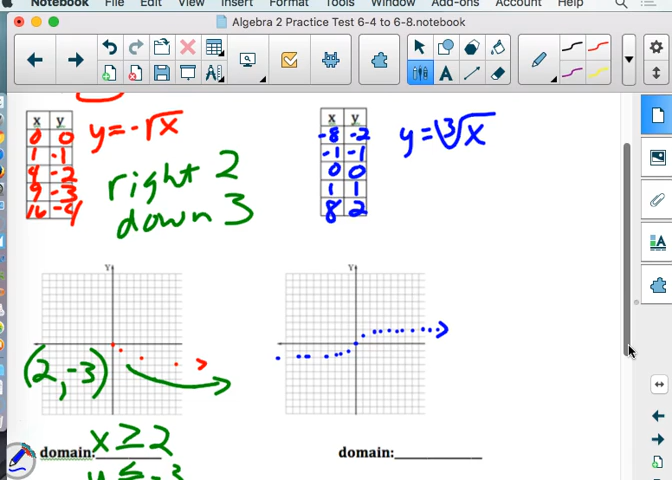 Notebook File Edit View Insert Format Tools Window Add-ons Account Help
Algebra 2 Practice Test 6-4 to 6-8.notebook
x y
0 0
1 -1
4 -2
9 -3
16 -4
y = -√x
right 2
down 3
x y
-8 -2
-1 -1
0 0
1 1
8 2
y = ∛x
Y
(2, -3)
domain: x ≥ 2
y ≤ -3
Y
domain: